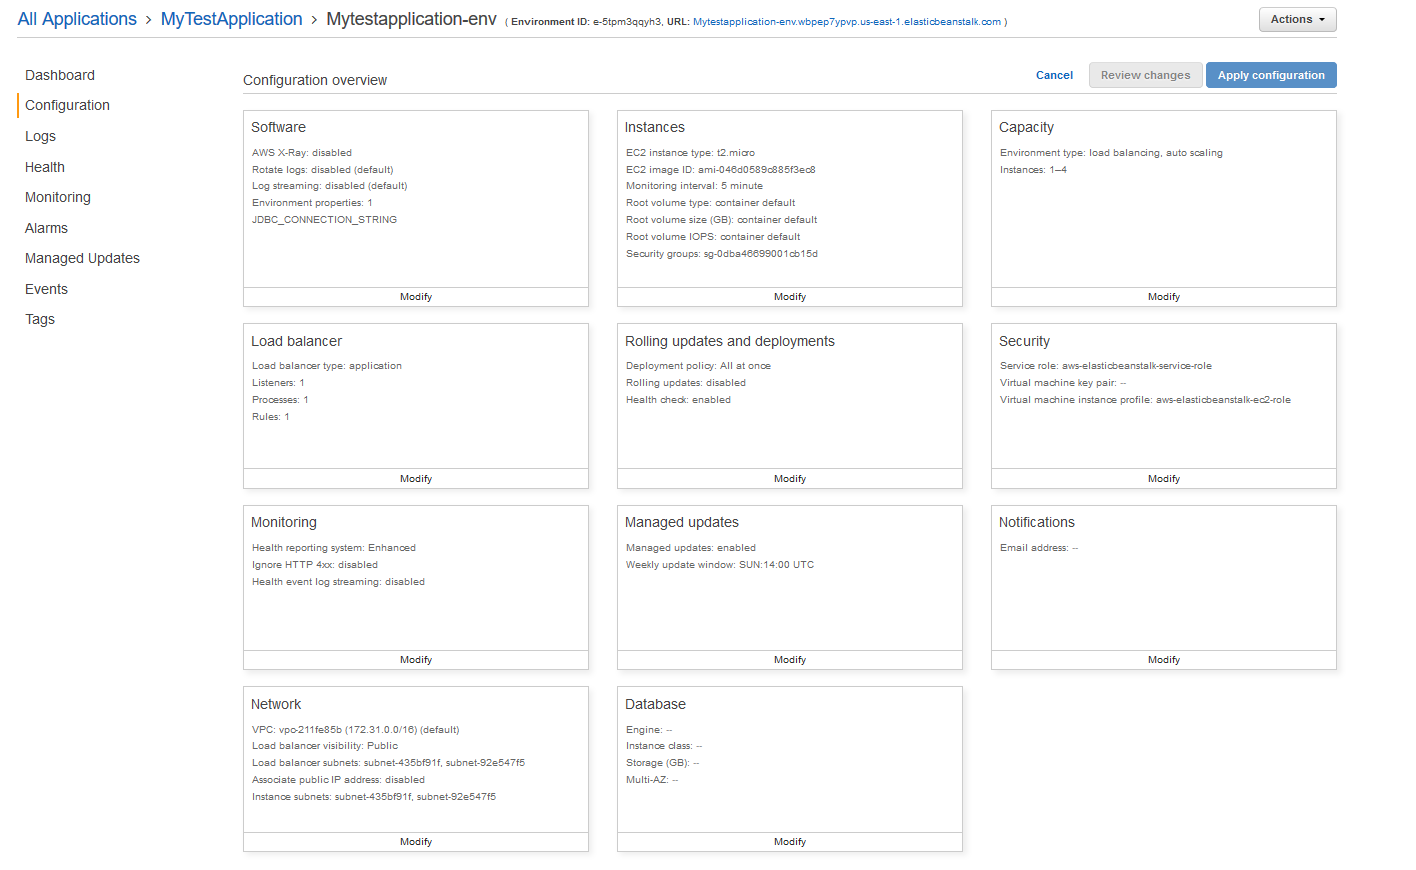 All Applications > MyTestApplication > Mytestapplication-env ( Environment ID: e-5tpm3qqyh3, URL: Mytestapplication-env.wbpep7ypvp.us-east-1.elasticbeanstalk.com )
Actions
Dashboard
Configuration
Logs
Health
Monitoring
Alarms
Managed Updates
Events
Tags
Configuration overview
Cancel
Review changes
Apply configuration
Software
AWS X-Ray: disabled
Rotate logs: disabled (default)
Log streaming: disabled (default)
Environment properties: 1
JDBC_CONNECTION_STRING
Modify
Instances
EC2 instance type: t2.micro
EC2 image ID: ami-046d0589c885f3ec8
Monitoring interval: 5 minute
Root volume type: container default
Root volume size (GB): container default
Root volume IOPS: container default
Security groups: sg-0dba46699001cb15d
Modify
Capacity
Environment type: load balancing, auto scaling
Instances: 1–4
Modify
Load balancer
Load balancer type: application
Listeners: 1
Processes: 1
Rules: 1
Modify
Rolling updates and deployments
Deployment policy: All at once
Rolling updates: disabled
Health check: enabled
Modify
Security
Service role: aws-elasticbeanstalk-service-role
Virtual machine key pair: --
Virtual machine instance profile: aws-elasticbeanstalk-ec2-role
Modify
Monitoring
Health reporting system: Enhanced
Ignore HTTP 4xx: disabled
Health event log streaming: disabled
Modify
Managed updates
Managed updates: enabled
Weekly update window: SUN:14:00 UTC
Modify
Notifications
Email address: --
Modify
Network
VPC: vpc-211fe85b (172.31.0.0/16) (default)
Load balancer visibility: Public
Load balancer subnets: subnet-435bf91f, subnet-92e547f5
Associate public IP address: disabled
Instance subnets: subnet-435bf91f, subnet-92e547f5
Modify
Database
Engine: --
Instance class: --
Storage (GB): --
Multi-AZ: --
Modify